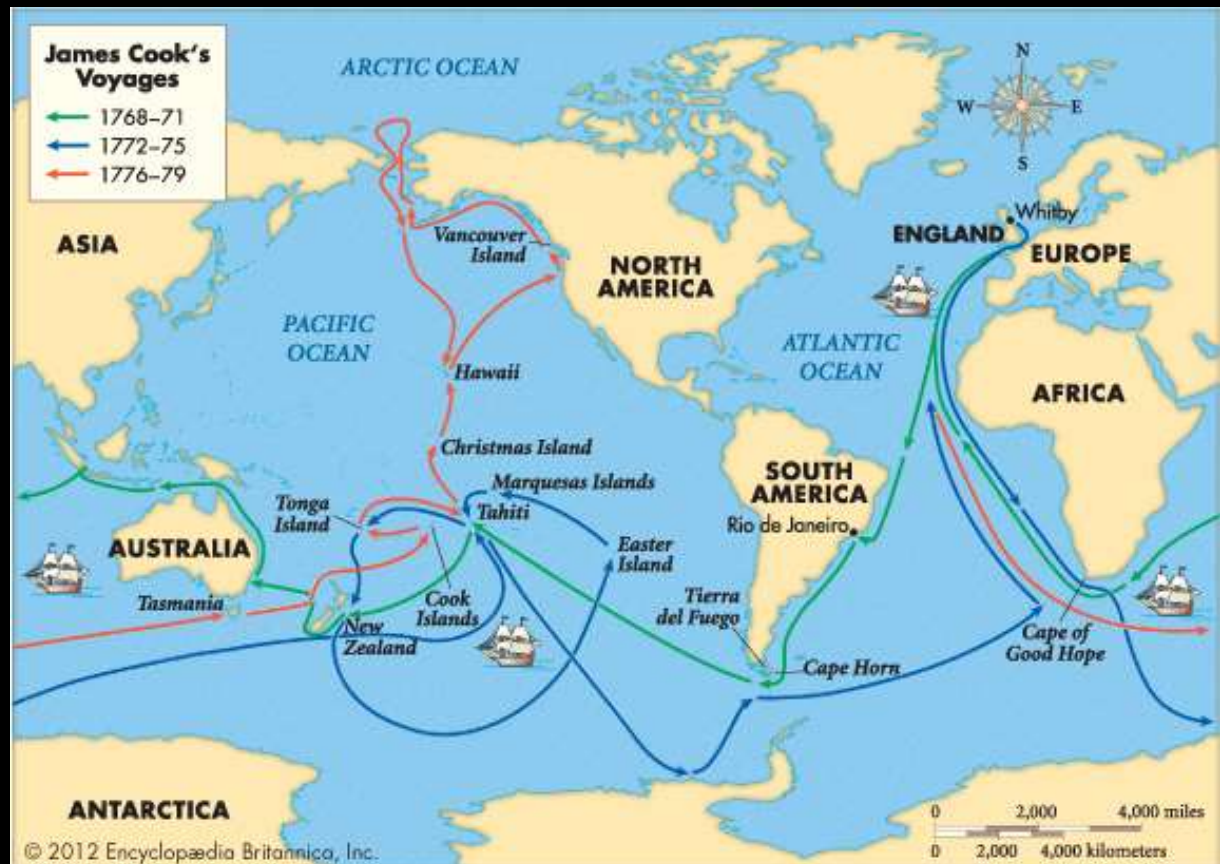 James Cook's
Voyages
1768–71
1772–75
1776–79
ARCTIC OCEAN
N
W
E
S
Whitby
ENGLAND
EUROPE
ASIA
Vancouver
Island
NORTH
AMERICA
PACIFIC
OCEAN
ATLANTIC
OCEAN
Hawaii
AFRICA
Christmas Island
SOUTH
AMERICA
Marquesas Islands
Tonga
Island
Tahiti
Rio de Janeiro
AUSTRALIA
Easter
Island
Tasmania
Cook
Islands
Tierra
del Fuego
New
Zealand
Cape Horn
Cape of
Good Hope
ANTARCTICA
0 2,000 4,000 miles
0 2,000 4,000 kilometers
© 2012 Encyclopædia Britannica, Inc.